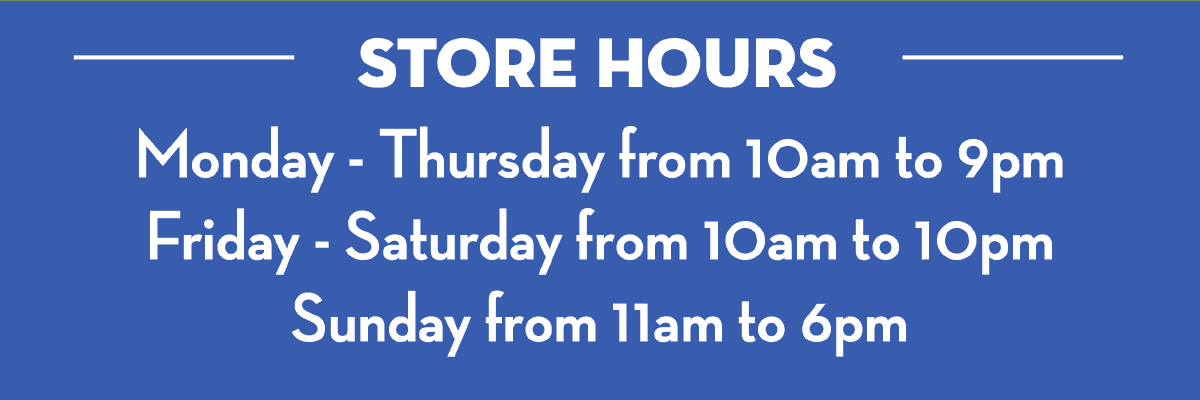 STORE HOURS
Monday - Thursday from 10am to 9pm
Friday - Saturday from 10am to 10pm
Sunday from 11am to 6pm